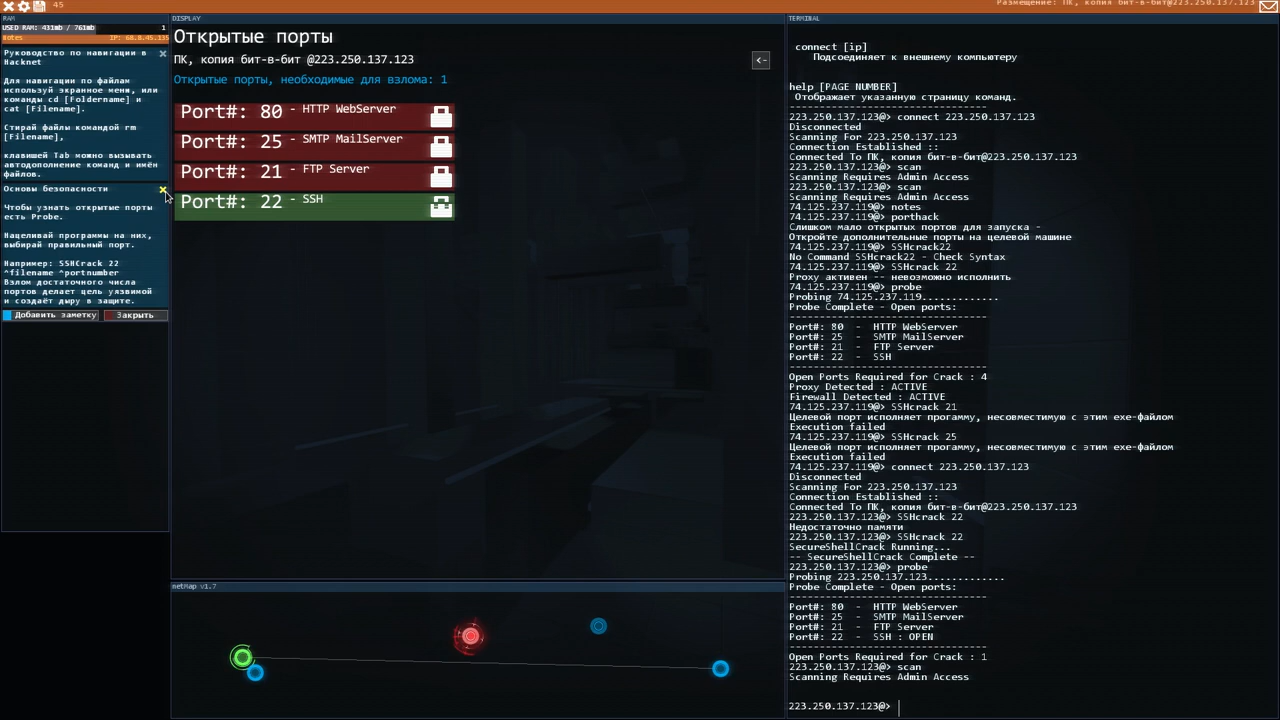 45
Размещение: ПК, копия бит-в-бит@223.250.137.123
RAM
USED RAM: 431mb / 761mb 1
Notes IP: 68.8.45.135
Руководство по навигации в
Hacknet
Для навигации по файлам
используй экранное меню, или
команды cd [Foldername] и
cat [Filename].
Стирай файлы командой rm
[Filename],
клавишей Tab можно вызывать
автодополнение команд и имён
файлов.
Основы безопасности
Чтобы узнать открытые порты
есть Probe.
Нацеливай программы на них,
выбирай правильный порт.
Например: SSHCrack 22
^filename ^portnumber
Взлом достаточного числа
портов делает цель уязвимой
и создаёт дыру в защите.
Добавить заметку
Закрыть
DISPLAY
Открытые порты
ПК, копия бит-в-бит @223.250.137.123
<-
Открытые порты, необходимые для взлома: 1
Port#: 80 - HTTP WebServer
Port#: 25 - SMTP MailServer
Port#: 21 - FTP Server
Port#: 22 - SSH
netMap v1.7
TERMINAL
connect [ip]
Подсоединяет к внешнему компьютеру
help [PAGE NUMBER]
Отображает указанную страницу команд.
---------------------------------
223.250.137.123@> connect 223.250.137.123
Disconnected
Scanning For 223.250.137.123
Connection Established ::
Connected To ПК, копия бит-в-бит@223.250.137.123
223.250.137.123@> scan
Scanning Requires Admin Access
223.250.137.123@> scan
Scanning Requires Admin Access
74.125.237.119@> notes
74.125.237.119@> porthack
Слишком мало открытых портов для запуска -
Откройте дополнительные порты на целевой машине
74.125.237.119@> SSHcrack22
No Command SSHcrack22 - Check Syntax
74.125.237.119@> SSHcrack 22
Proxy активен -- невозможно исполнить
74.125.237.119@> probe
Probing 74.125.237.119.............
Probe Complete - Open ports:
---------------------------------
Port#: 80 - HTTP WebServer
Port#: 25 - SMTP MailServer
Port#: 21 - FTP Server
Port#: 22 - SSH
---------------------------------
Open Ports Required for Crack : 4
Proxy Detected : ACTIVE
Firewall Detected : ACTIVE
74.125.237.119@> SSHcrack 21
Целевой порт исполняет прогамму, несовместимую с этим exe-файлом
Execution failed
74.125.237.119@> SSHcrack 25
Целевой порт исполняет прогамму, несовместимую с этим exe-файлом
Execution failed
74.125.237.119@> connect 223.250.137.123
Disconnected
Scanning For 223.250.137.123
Connection Established ::
Connected To ПК, копия бит-в-бит@223.250.137.123
223.250.137.123@> SSHcrack 22
Недостаточно памяти
223.250.137.123@> SSHcrack 22
SecureShellCrack Running...
-- SecureShellCrack Complete --
223.250.137.123@> probe
Probing 223.250.137.123.............
Probe Complete - Open ports:
---------------------------------
Port#: 80 - HTTP WebServer
Port#: 25 - SMTP MailServer
Port#: 21 - FTP Server
Port#: 22 - SSH : OPEN
---------------------------------
Open Ports Required for Crack : 1
223.250.137.123@> scan
Scanning Requires Admin Access
223.250.137.123@>